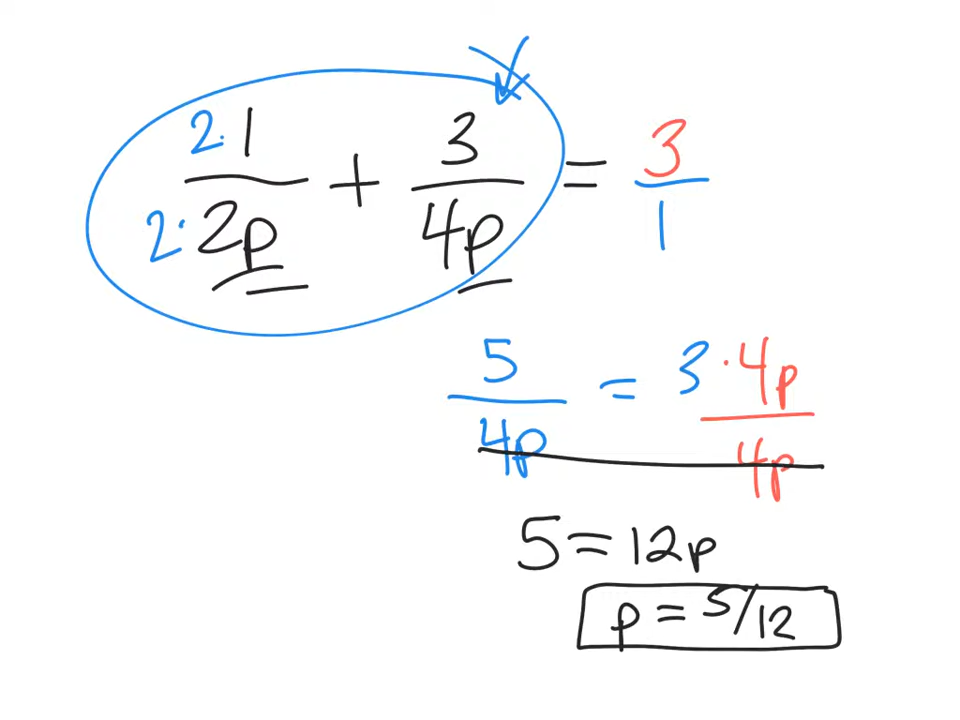 2·1/2·2p + 3/4p = 3/1
5/4p = 3·4p/4p
5 = 12p
p = 5/12